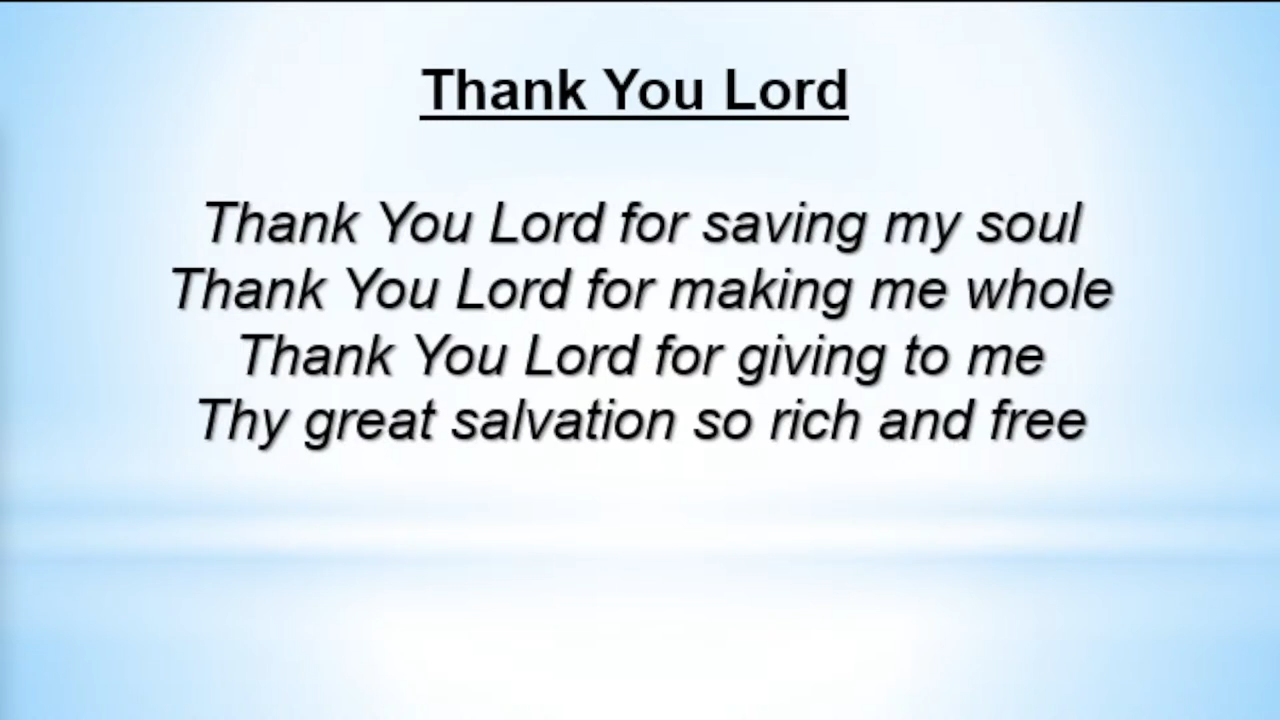 Thank You Lord
Thank You Lord for saving my soul
Thank You Lord for making me whole
Thank You Lord for giving to me
Thy great salvation so rich and free